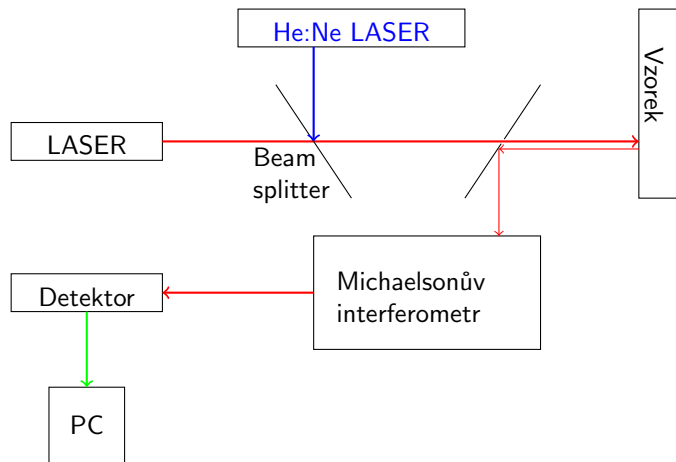 He:Ne LASER
Vzorek
LASER
Beam
splitter
Michaelsonův
interferometr
Detektor
PC